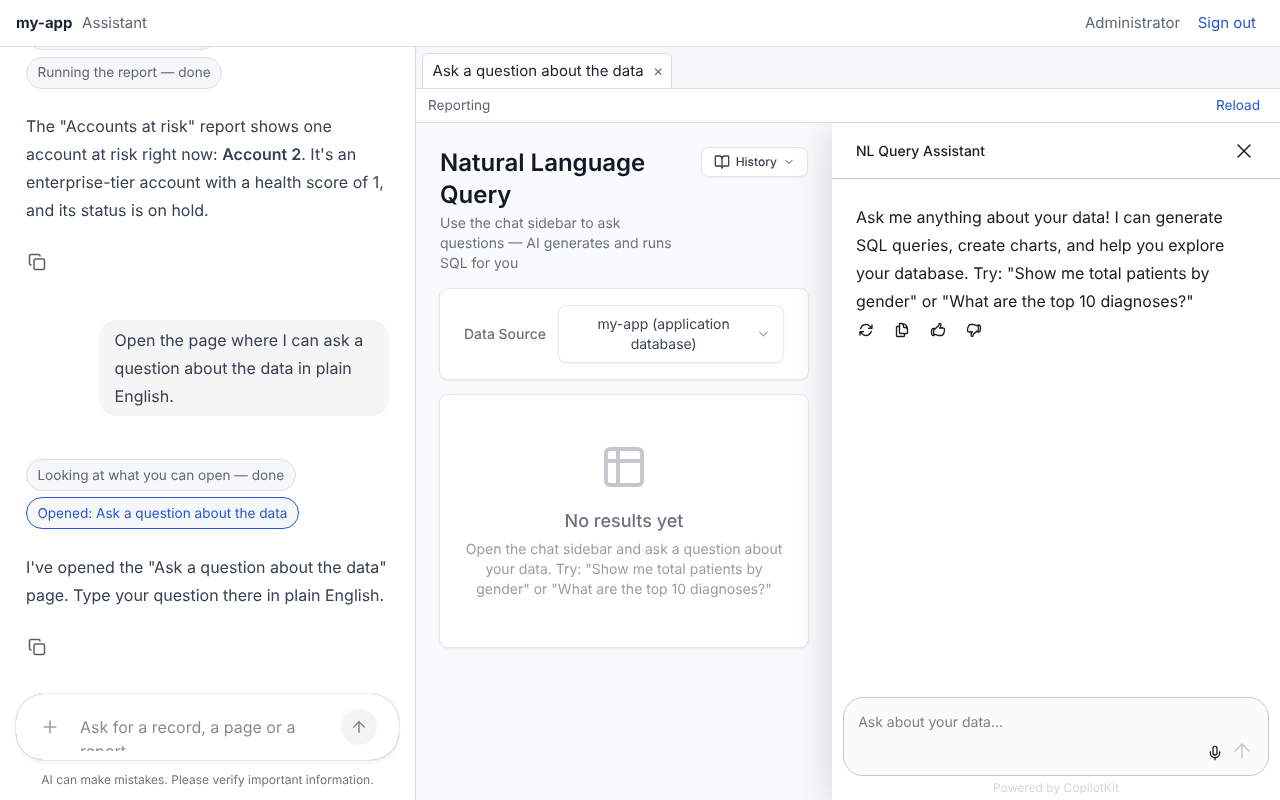 my-app Assistant
Administrator Sign out
Running the report — done
The "Accounts at risk" report shows one
account at risk right now: Account 2. It's an
enterprise-tier account with a health score of 1,
and its status is on hold.
Open the page where I can ask a
question about the data in plain
English.
Looking at what you can open — done
Opened: Ask a question about the data
I've opened the "Ask a question about the data"
page. Type your question there in plain English.
Ask for a record, a page or a
report
AI can make mistakes. Please verify important information.
Ask a question about the data ×
Reporting
Reload
Natural Language
Query
History
Use the chat sidebar to ask
questions — AI generates and runs
SQL for you
Data Source
my-app (application
database)
No results yet
Open the chat sidebar and ask a question about
your data. Try: "Show me total patients by
gender" or "What are the top 10 diagnoses?"
NL Query Assistant
Ask me anything about your data! I can generate
SQL queries, create charts, and help you explore
your database. Try: "Show me total patients by
gender" or "What are the top 10 diagnoses?"
Ask about your data...
Powered by CopilotKit